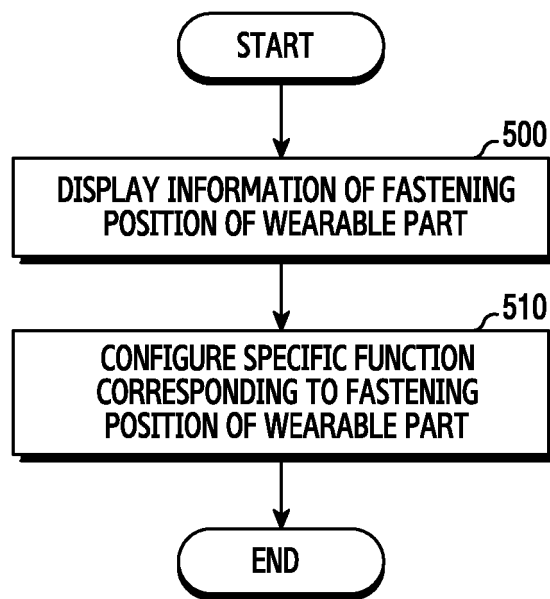 START
500
DISPLAY INFORMATION OF FASTENING
POSITION OF WEARABLE PART
510
CONFIGURE SPECIFIC FUNCTION
CORRESPONDING TO FASTENING
POSITION OF WEARABLE PART
END